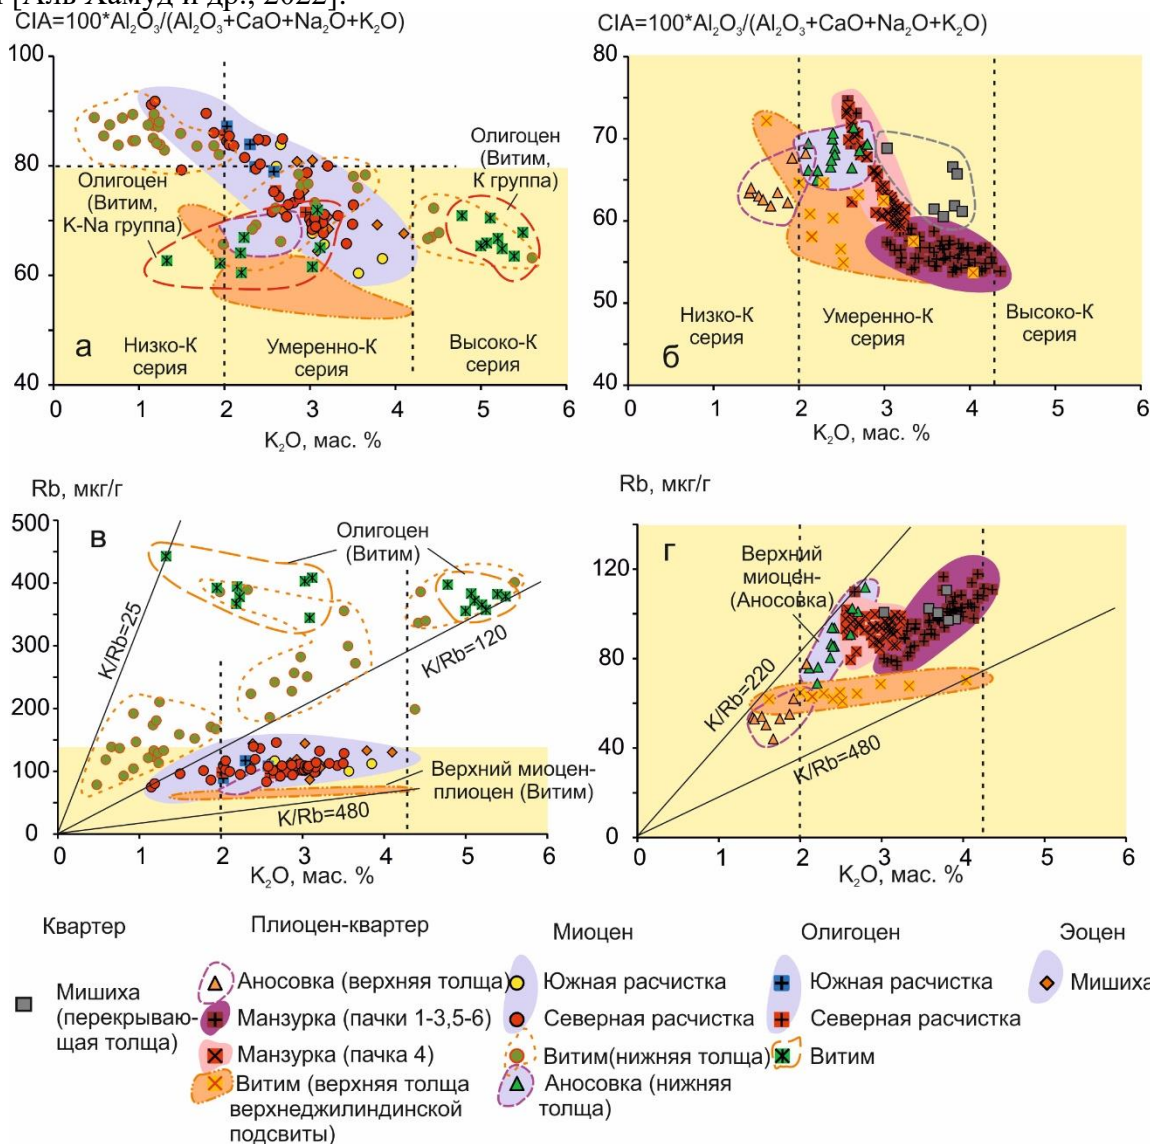 [Аль Хамуд и др., 2022].
CIA=100*Al₂O₃/(Al₂O₃+CaO+Na₂O+K₂O)
100
80
60
40
Олигоцен
(Витим,
К группа)
Олигоцен
(Витим,
K-Na группа)
а
Низко-К
серия
Умеренно-К
серия
Высоко-К
серия
0 1 2 3 4 5 6
K₂O, мас. %
CIA=100*Al₂O₃/(Al₂O₃+CaO+Na₂O+K₂O)
80
70
60
50
40
Низко-К
серия
Умеренно-К
серия
Высоко-К
серия
б
0 1 2 3 4 5 6
K₂O, мас. %
Rb, мкг/г
500
400
300
200
100
0
в
Олигоцен
(Витим)
K/Rb=25
K/Rb=120
Верхний миоцен-
плиоцен (Витим)
K/Rb=480
0 1 2 3 4 5 6
K₂O, мас. %
Rb, мкг/г
120
80
40
0
г
Верхний
миоцен-
(Аносовка)
K/Rb=220
K/Rb=480
0 1 2 3 4 5 6
K₂O, мас. %
Квартер
Мишиха
(перекрываю-
щая толща)
Плиоцен-квартер
Аносовка (верхняя толща)
Манзурка (пачки 1-3,5-6)
Манзурка (пачка 4)
Витим (верхняя толща
верхнеджилиндинской
подсвиты)
Миоцен
Южная расчистка
Северная расчистка
Витим(нижняя толща)
Аносовка (нижняя
толща)
Олигоцен
Южная расчистка
Северная расчистка
Витим
Эоцен
Мишиха